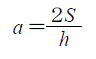 a = 2S/h